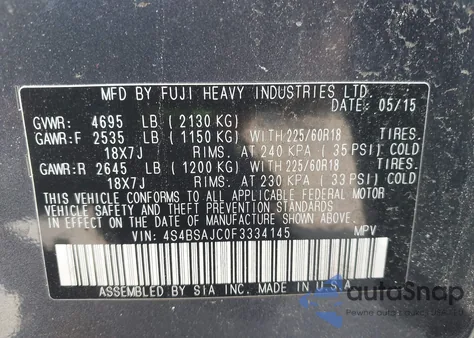 MFD BY FUJI HEAVY INDUSTRIES LTD.
DATE: 05/15
GVWR: 4695 LB (2130 KG)
GAWR:F 2535 LB (1150 KG) WITH 225/60R18 TIRES.
18X7J RIMS. AT 240 KPA (35 PSI) COLD
GAWR:R 2645 LB (1200 KG) WITH 225/60R18 TIRES.
18X7J RIMS. AT 230 KPA (33 PSI) COLD
THIS VEHICLE CONFORMS TO ALL APPLICABLE FEDERAL MOTOR
VEHICLE SAFETY AND THEFT PREVENTION STANDARDS
IN EFFECT ON THE DATE OF MANUFACTURE SHOWN ABOVE.
VIN: 4S4BSAJC0F3334145 MPV
ASSEMBLED BY SIA INC. MADE IN U.S.A
autoSnap